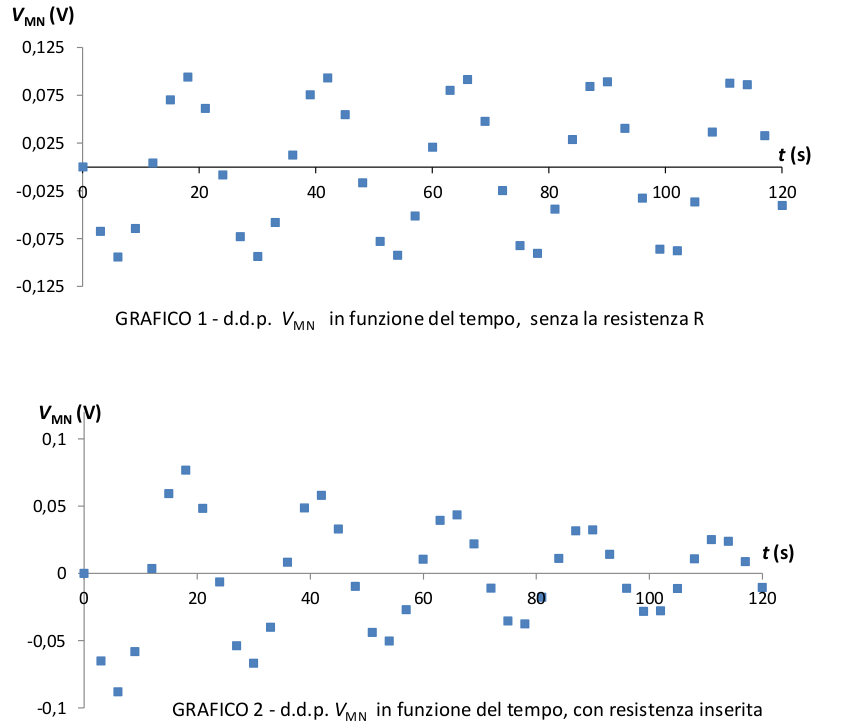 V_MN (V)
0,125
0,075
0,025
t (s)
-0,025
0 20 40 60 80 100 120
-0,075
-0,125
GRAFICO 1 - d.d.p. V_MN in funzione del tempo, senza la resistenza R
V_MN (V)
0,1
0,05
t (s)
0
0 20 40 60 80 100 120
-0,05
-0,1
GRAFICO 2 - d.d.p. V_MN in funzione del tempo, con resistenza inserita